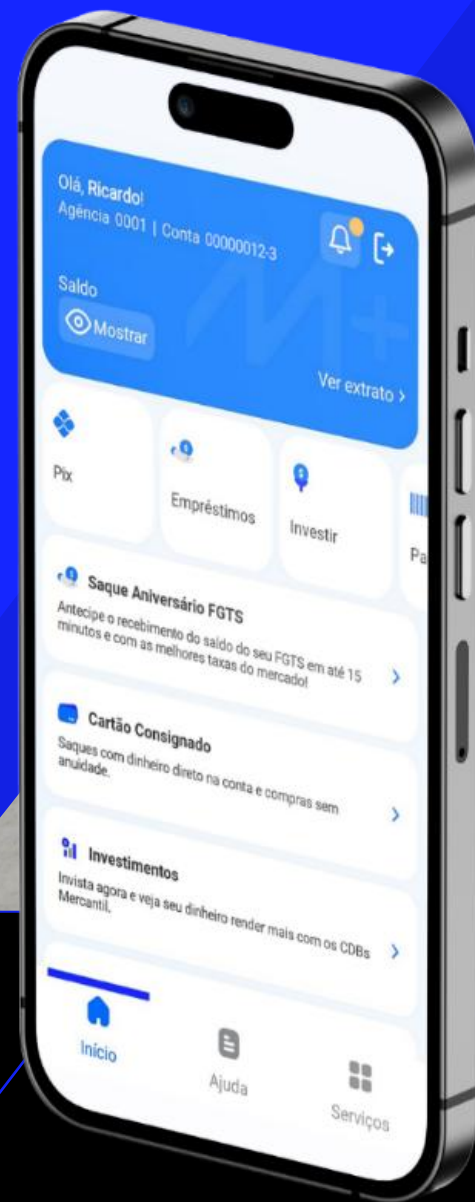 Olá, Ricardo!
Agência 0001 | Conta 00000012-3
Saldo
Mostrar
Ver extrato >
Pix
Empréstimos
Investir
Pa
Saque Aniversário FGTS
Antecipe o recebimento do saldo do seu FGTS em até 15
minutos e com as melhores taxas do mercado!
Cartão Consignado
Saques com dinheiro direto na conta e compras sem
anuidade.
Investimentos
Invista agora e veja seu dinheiro render mais com os CDBs
Mercantil.
Início
Ajuda
Serviços